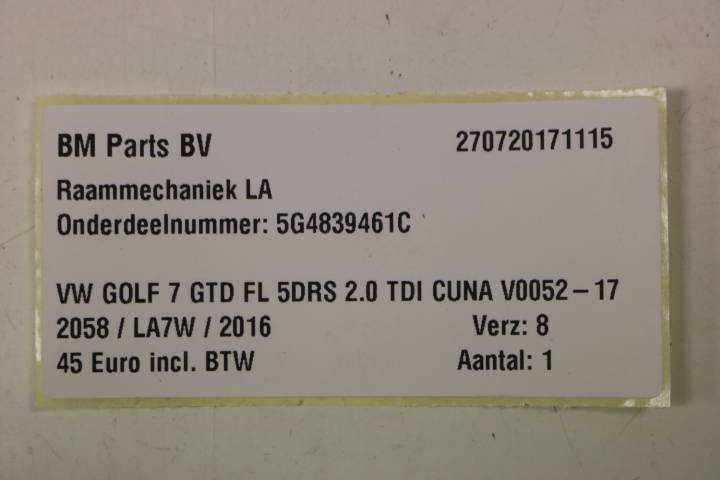 BM Parts BV 270720171115
Raammechaniek LA
Onderdeelnummer: 5G4839461C
VW GOLF 7 GTD FL 5DRS 2.0 TDI CUNA V0052-17
2058 / LA7W / 2016 Verz: 8
45 Euro incl. BTW Aantal: 1